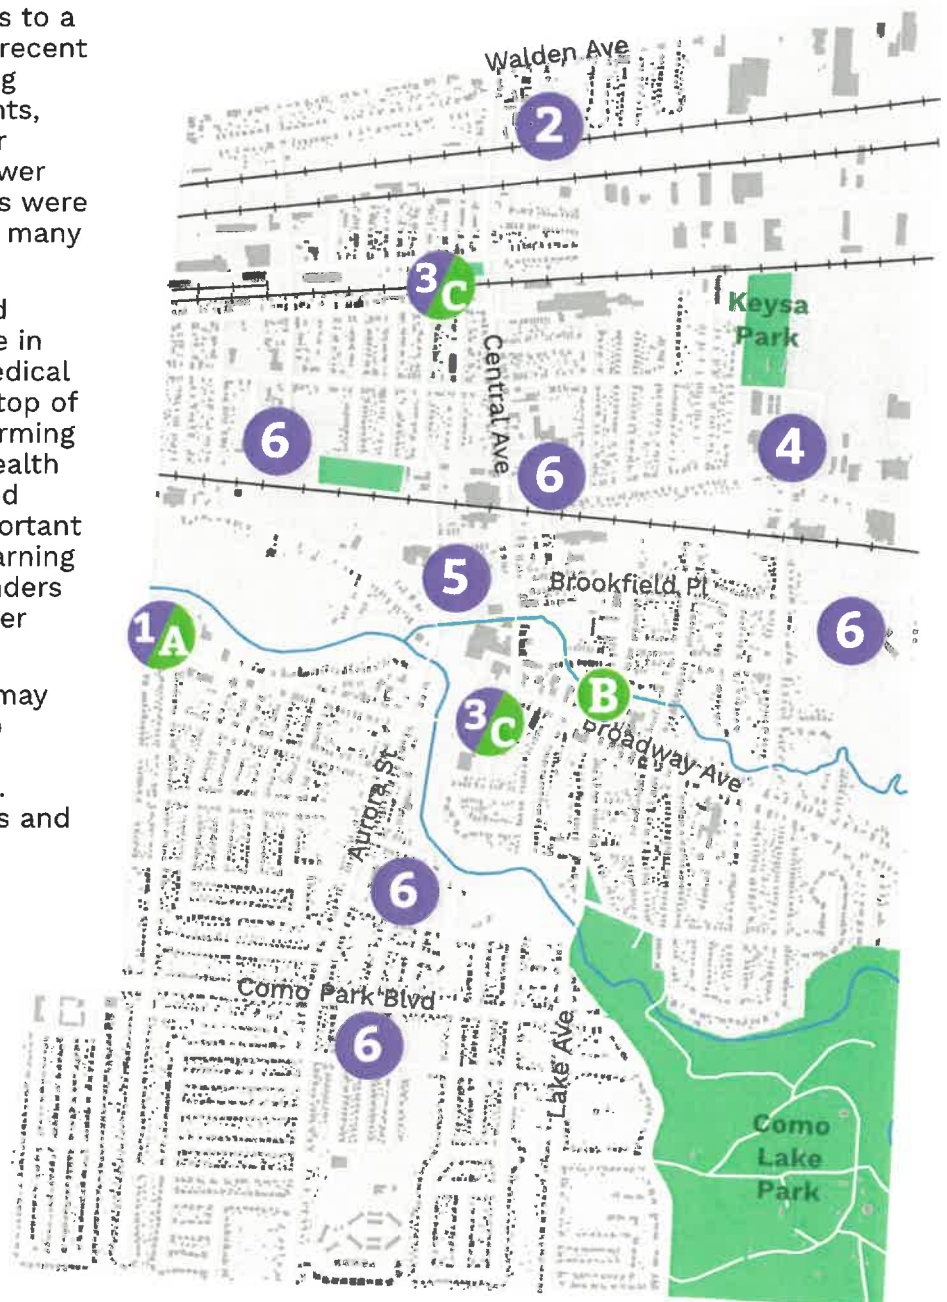 s to a
recent
g
nts,
r
wer
s were
many
d
e in
edical
top of
rming
ealth
d
ortant
arning
nders
er
may
.
s and
Walden Ave
2
3
C
Keysa
Park
Central Ave
6
6
4
5
Brookfield Pl
1
A
6
B
3
C
Broadway Ave
Aurora St
6
Como Park Blvd
6
Lake Ave
Como
Lake
Park